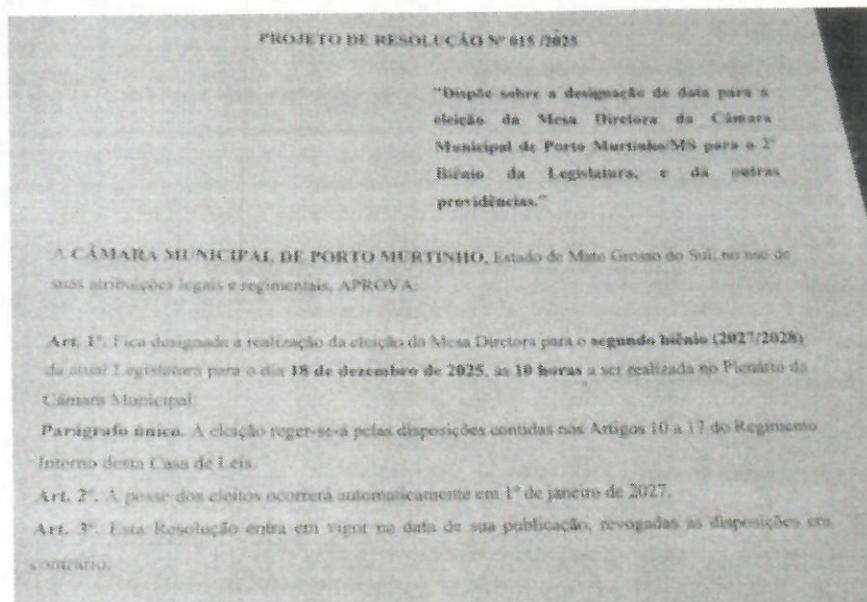 PROJETO DE RESOLUÇÃO Nº 015 /2025
"Dispõe sobre a designação de data para a
eleição da Mesa Diretora da Câmara
Municipal de Porto Murtinho/MS para o 2º
Biênio da Legislatura, e dá outras
providências."
A CÂMARA MUNICIPAL DE PORTO MURTINHO, Estado de Mato Grosso do Sul, no uso de
suas atribuições legais e regimentais, APROVA:
Art. 1º. Fica designada a realização da eleição da Mesa Diretora para o segundo biênio (2027/2028)
da atual Legislatura para o dia 18 de dezembro de 2025, às 10 horas a ser realizada no Plenário da
Câmara Municipal.
Parágrafo único. A eleição reger-se-á pelas disposições contidas nos Artigos 10 a 17 do Regimento
Interno desta Casa de Leis.
Art. 2º. A posse dos eleitos ocorrerá automaticamente em 1º de janeiro de 2027.
Art. 3º. Esta Resolução entra em vigor na data de sua publicação, revogadas as disposições em
contrário.